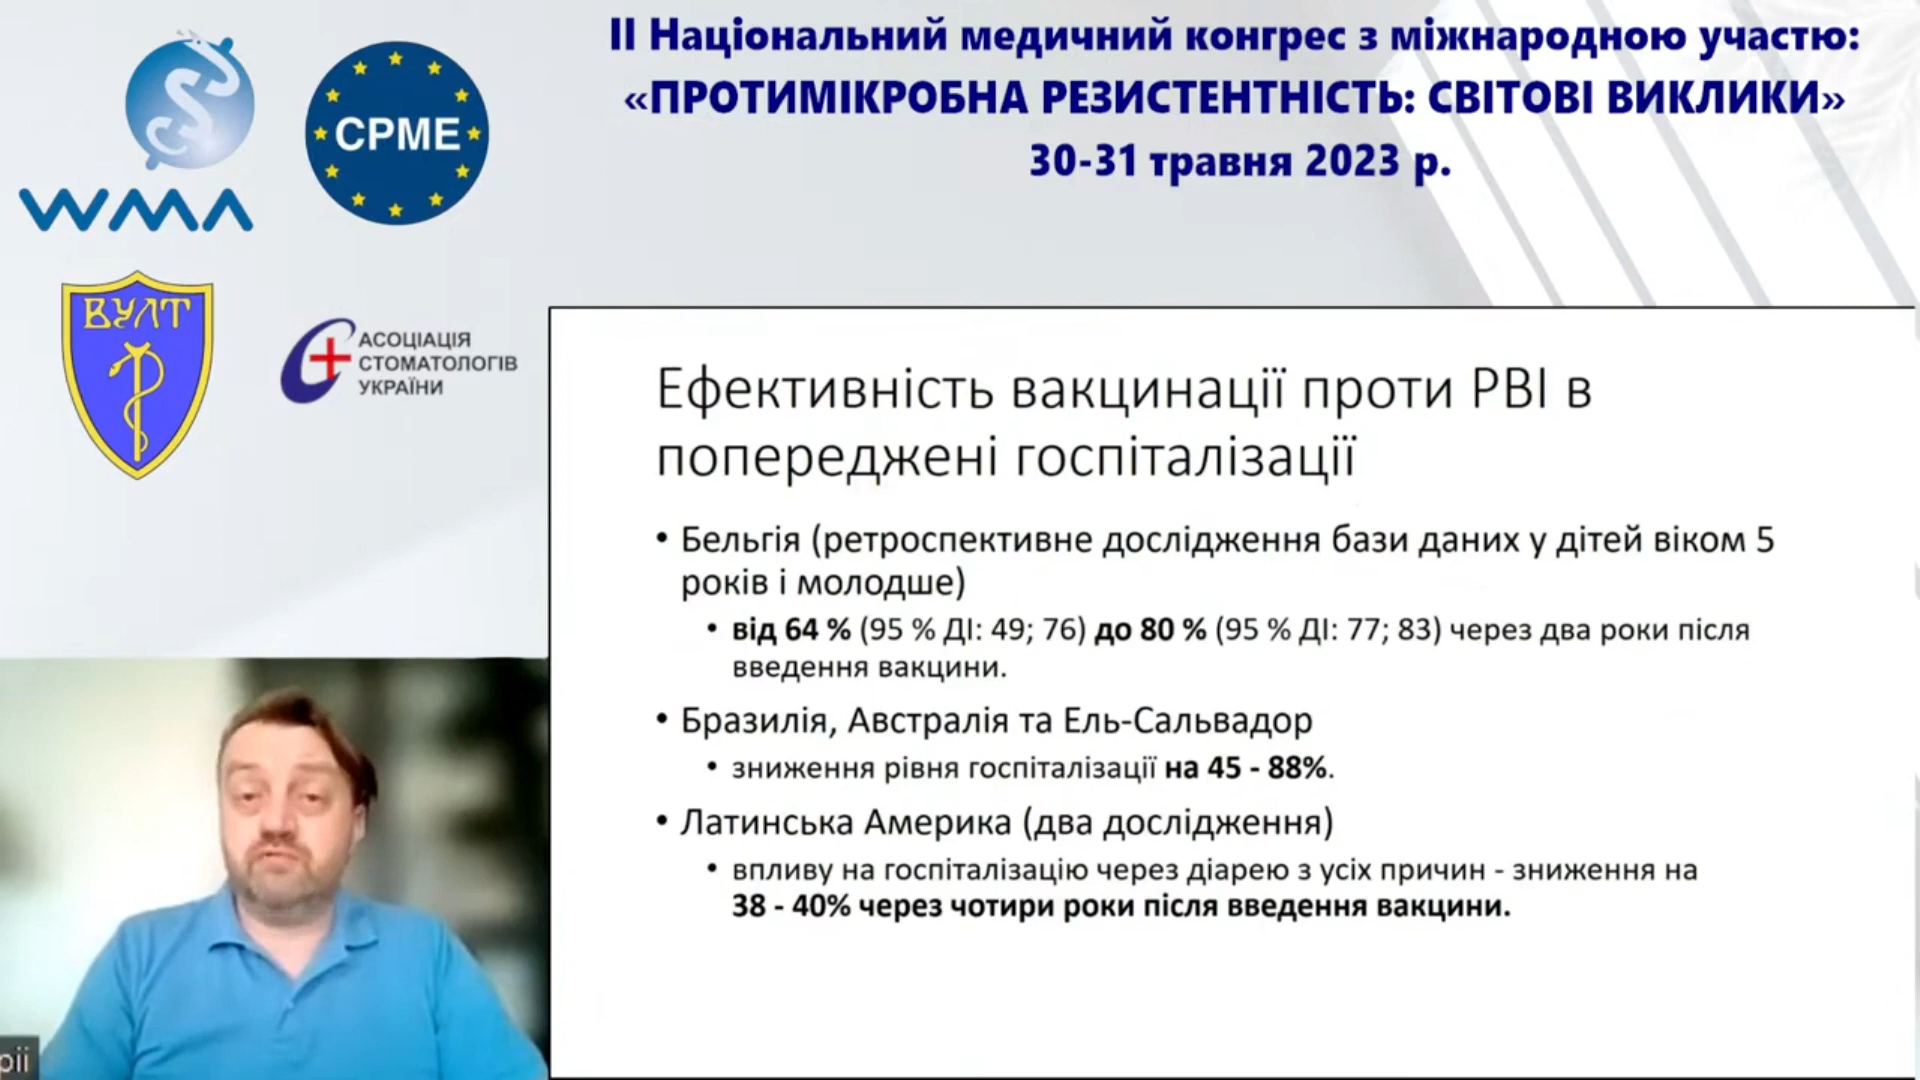 ІІ Національний медичний конгрес з міжнародною участю:
«ПРОТИМІКРОБНА РЕЗИСТЕНТНІСТЬ: СВІТОВІ ВИКЛИКИ»
30-31 травня 2023 р.
WMA
CPME
ВУЛТ
АСОЦІАЦІЯ
СТОМАТОЛОГІВ
УКРАЇНИ
Ефективність вакцинації проти РВІ в
попереджені госпіталізації
• Бельгія (ретроспективне дослідження бази даних у дітей віком 5
років і молодше)
• від 64 % (95 % ДІ: 49; 76) до 80 % (95 % ДІ: 77; 83) через два роки після
введення вакцини.
• Бразилія, Австралія та Ель-Сальвадор
• зниження рівня госпіталізації на 45 - 88%.
• Латинська Америка (два дослідження)
• впливу на госпіталізацію через діарею з усіх причин - зниження на
38 - 40% через чотири роки після введення вакцини.